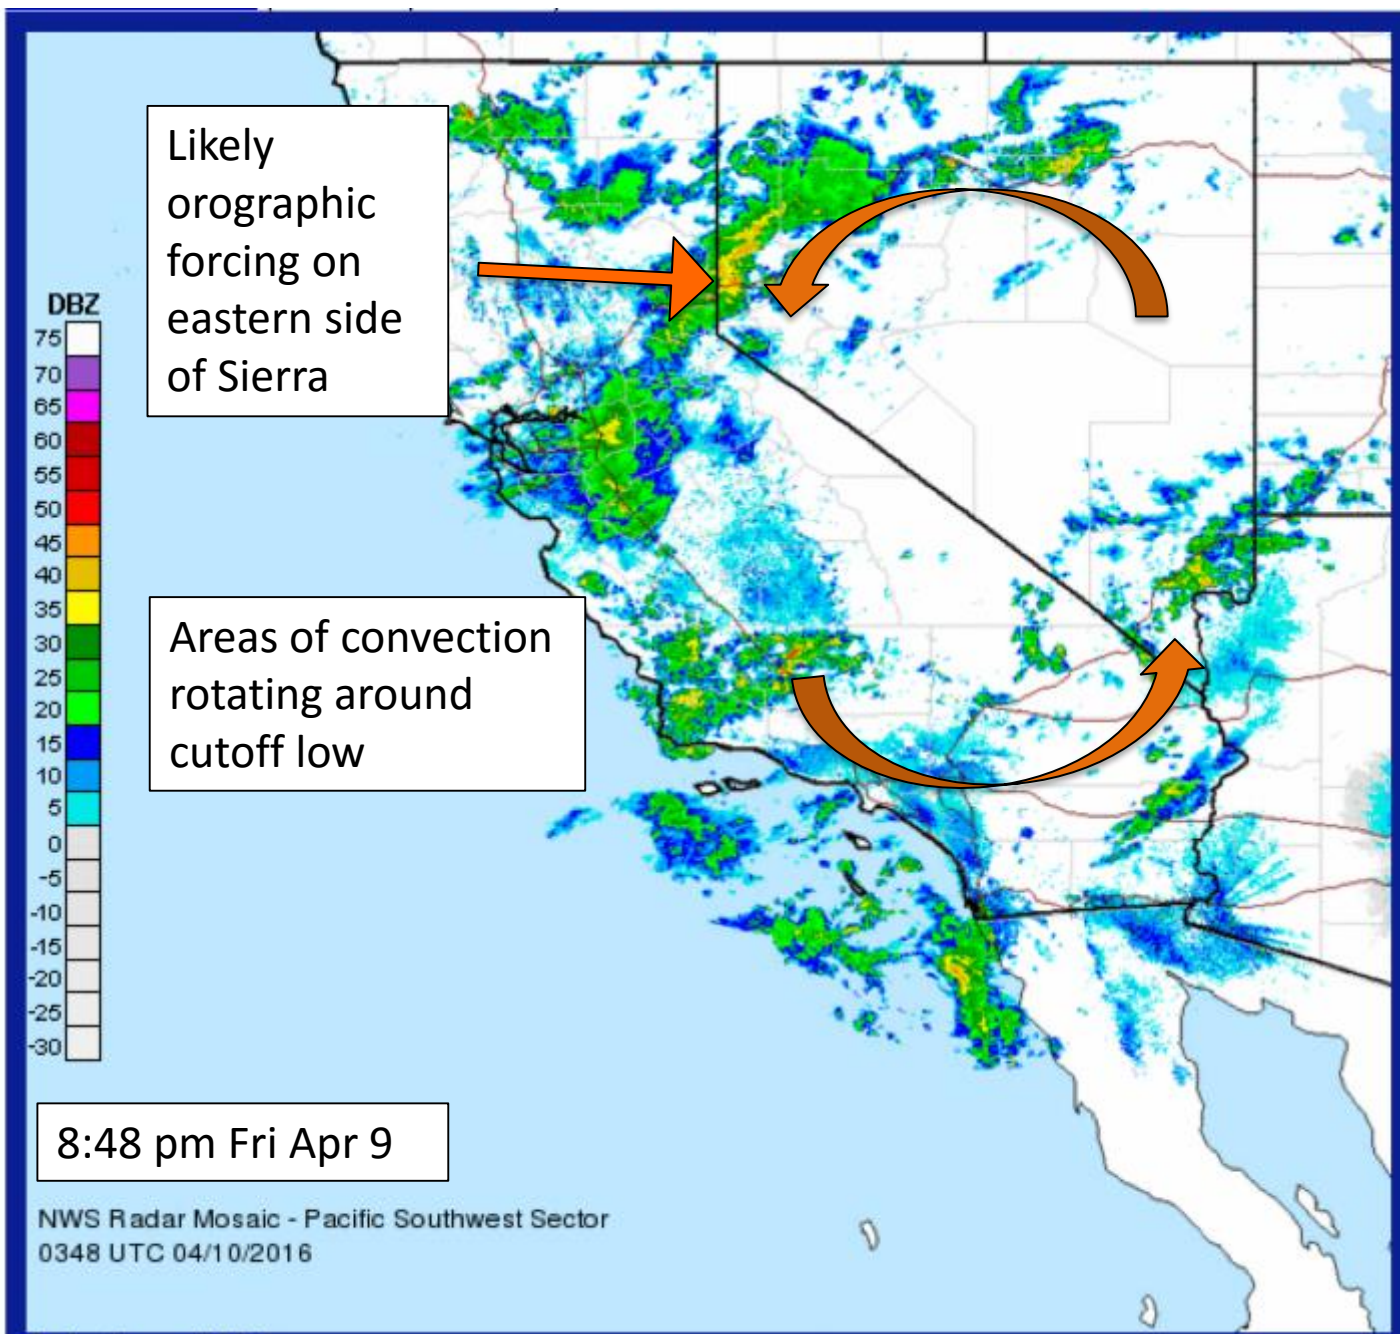 Likely
orographic
forcing on
eastern side
of Sierra
DBZ
75
70
65
60
55
50
45
40
35
30
25
20
15
10
5
0
-5
-10
-15
-20
-25
-30
Areas of convection
rotating around
cutoff low
8:48 pm Fri Apr 9
NWS Radar Mosaic - Pacific Southwest Sector
0348 UTC 04/10/2016